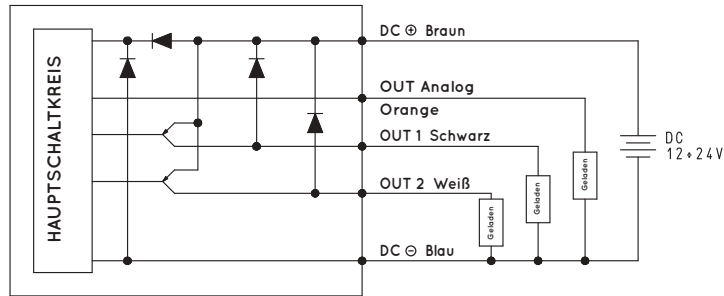 HAUPTSCHALTKREIS
DC ⊕ Braun
OUT Analog
Orange
OUT 1 Schwarz
OUT 2 Weiß
DC ⊖ Blau
Geladen
Geladen
Geladen
DC
12÷24V